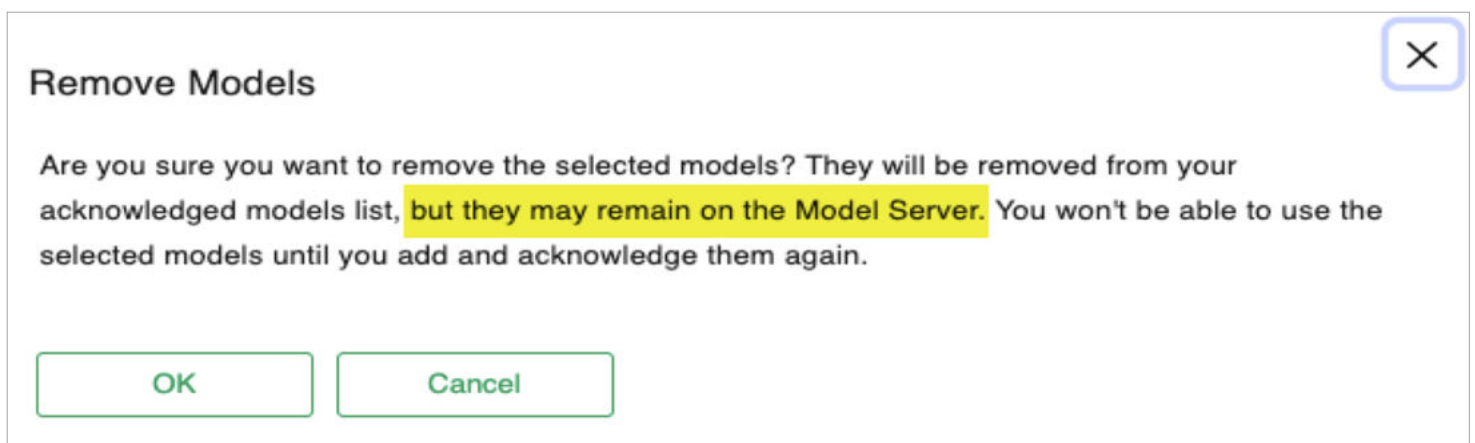 Remove Models
Are you sure you want to remove the selected models? They will be removed from your
acknowledged models list, but they may remain on the Model Server. You won't be able to use the
selected models until you add and acknowledge them again.
OK
Cancel